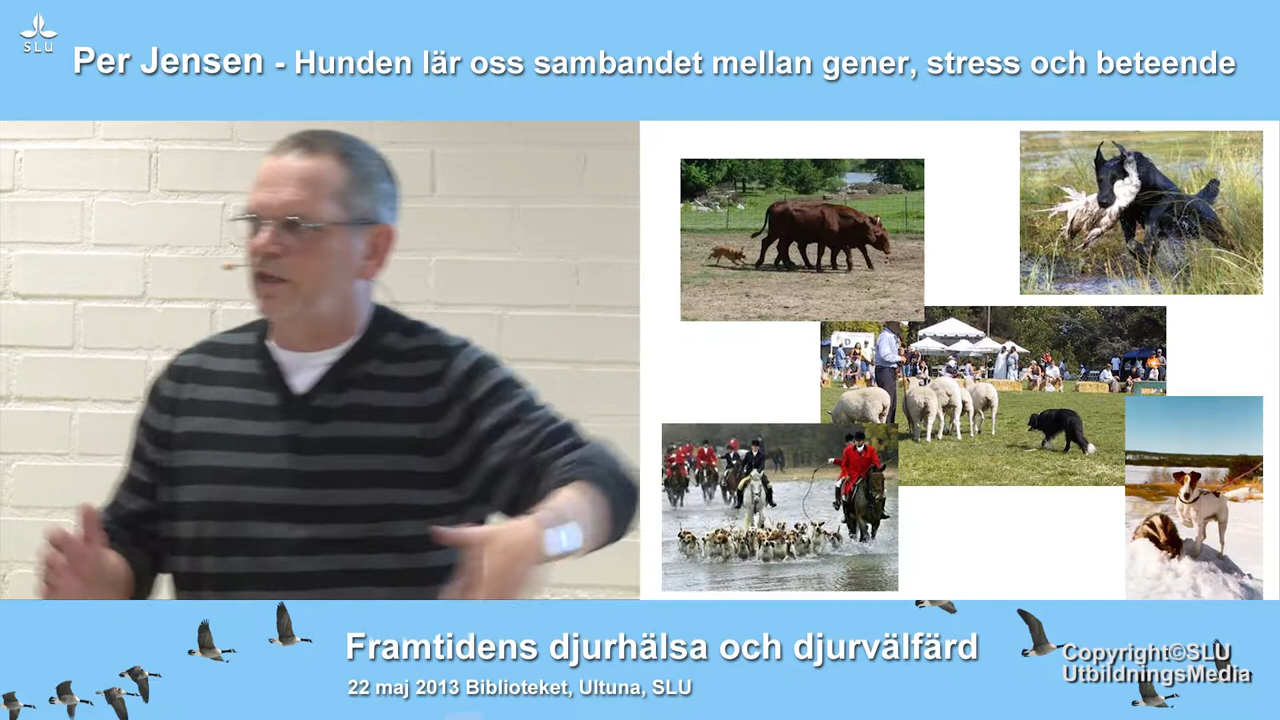 SLU
Per Jensen - Hunden lär oss sambandet mellan gener, stress och beteende
Framtidens djurhälsa och djurvälfärd
22 maj 2013 Biblioteket, Ultuna, SLU
Copyright©SLU
UtbildningsMedia